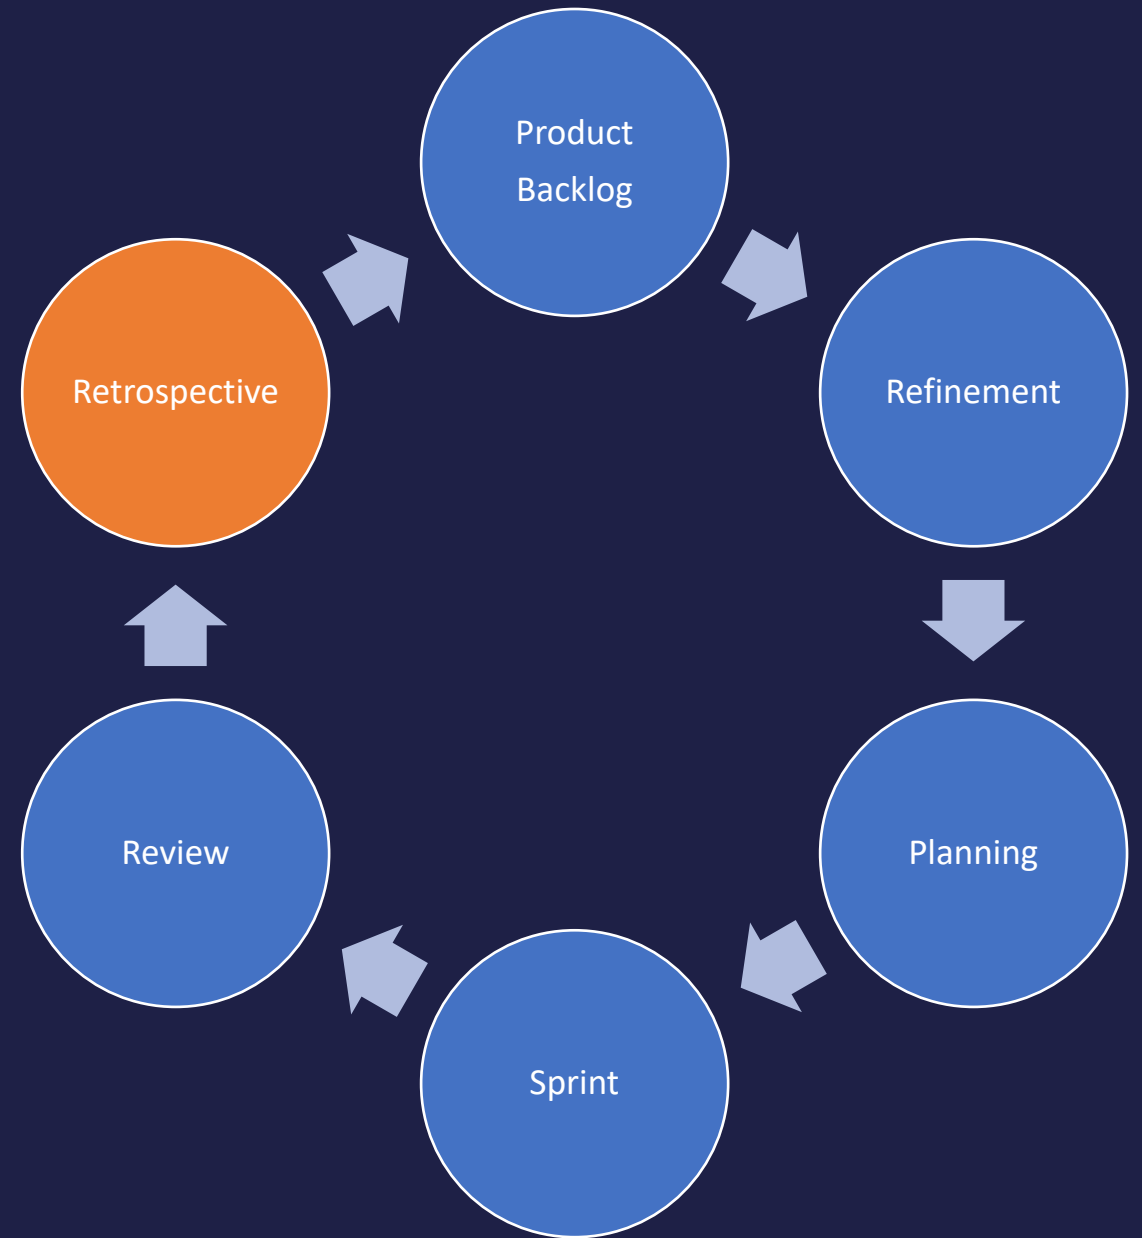 Product
Backlog
Refinement
Planning
Sprint
Review
Retrospective